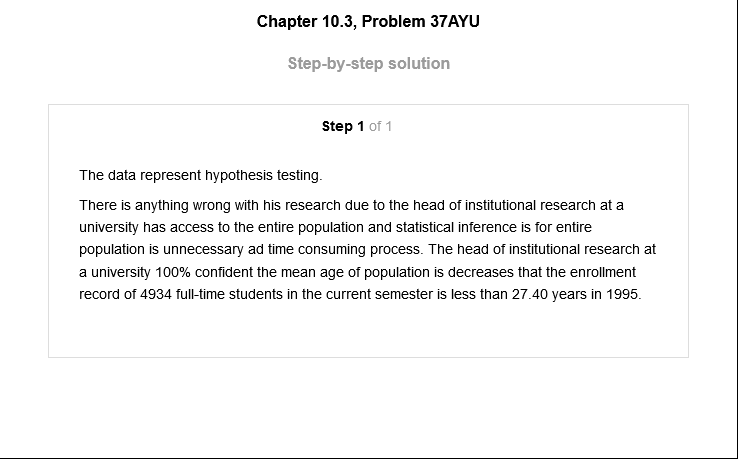 Chapter 10.3, Problem 37AYU
Step-by-step solution
Step 1 of 1
The data represent hypothesis testing.
There is anything wrong with his research due to the head of institutional research at a
university has access to the entire population and statistical inference is for entire
population is unnecessary ad time consuming process. The head of institutional research at
a university 100% confident the mean age of population is decreases that the enrollment
record of 4934 full-time students in the current semester is less than 27.40 years in 1995.